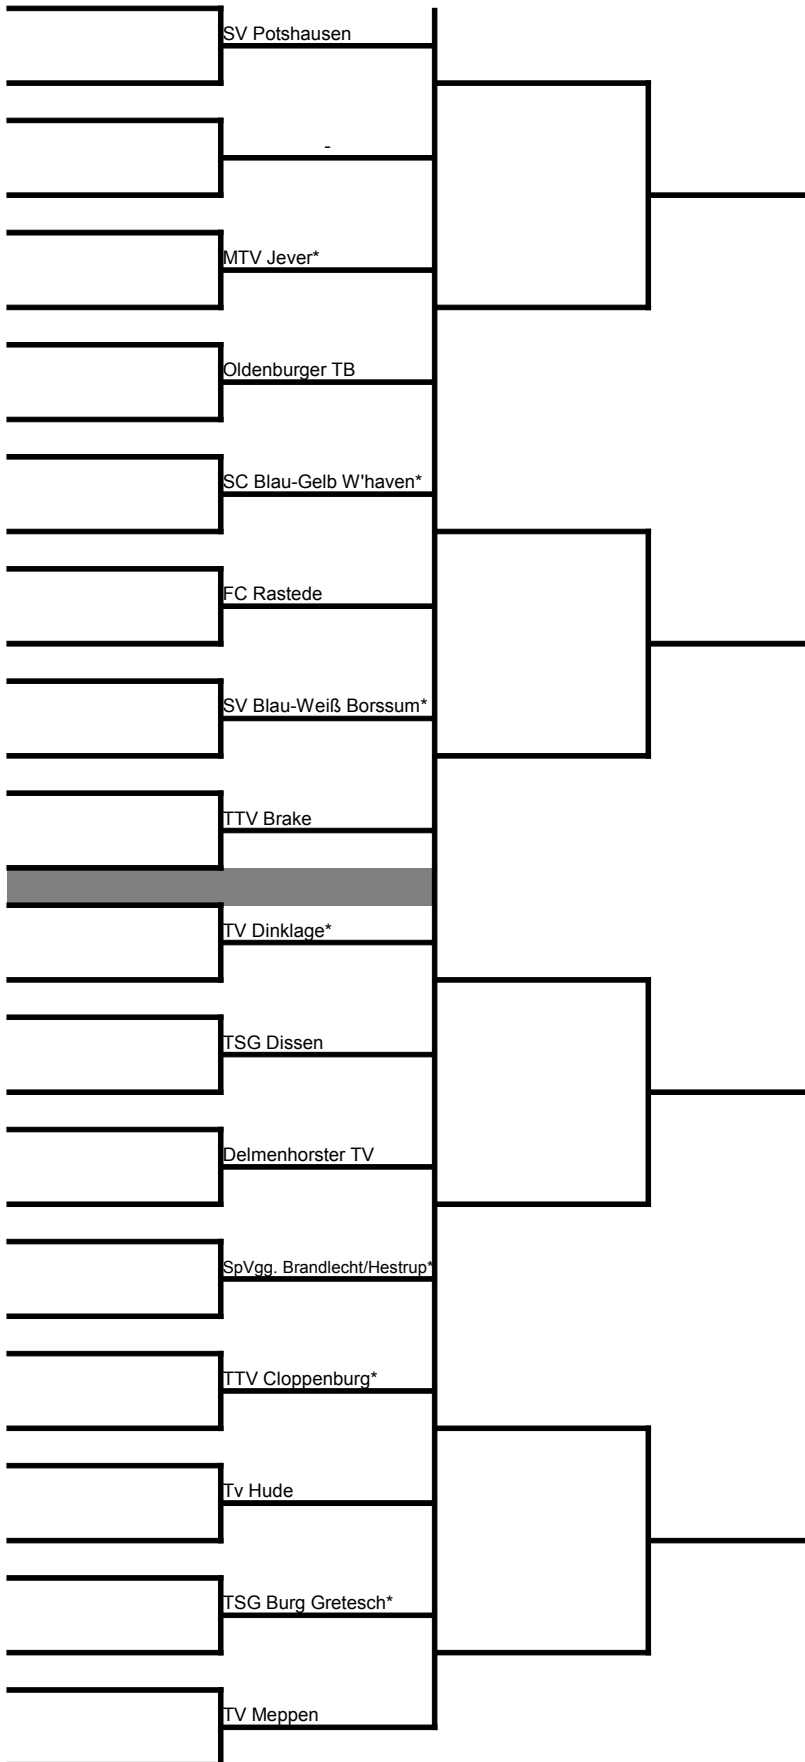 SV Potshausen
-
MTV Jever*
Oldenburger TB
SC Blau-Gelb W'haven*
FC Rastede
SV Blau-Weiß Borssum*
TTV Brake
TV Dinklage*
TSG Dissen
Delmenhorster TV
SpVgg. Brandlecht/Hestrup*
TTV Cloppenburg*
Tv Hude
TSG Burg Gretesch*
TV Meppen